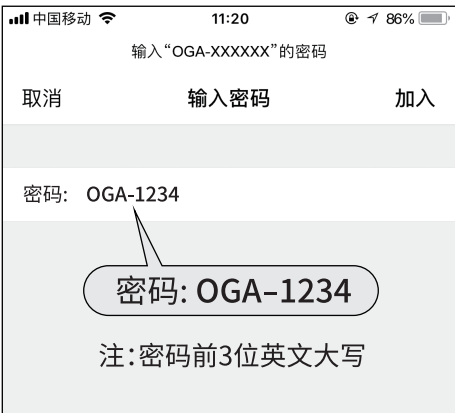 中国移动 11:20 86%
输入“OGA-XXXXXX”的密码
取消 输入密码 加入
密码: OGA-1234
密码: OGA-1234
注:密码前3位英文大写